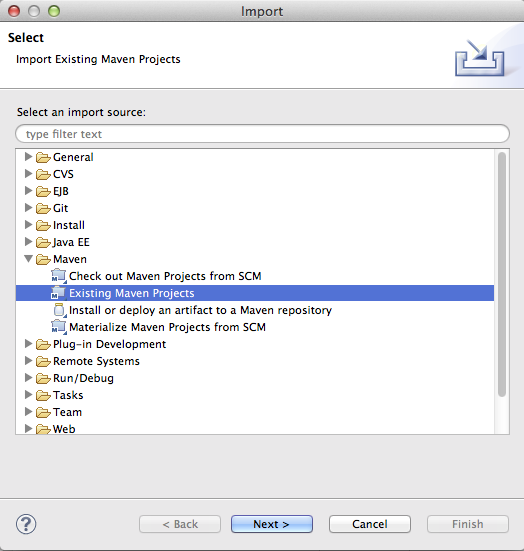 Import
Select
Import Existing Maven Projects
Select an import source:
type filter text
General
CVS
EJB
Git
Install
Java EE
Maven
Check out Maven Projects from SCM
Existing Maven Projects
Install or deploy an artifact to a Maven repository
Materialize Maven Projects from SCM
Plug-in Development
Remote Systems
Run/Debug
Tasks
Team
Web
? < Back Next > Cancel Finish